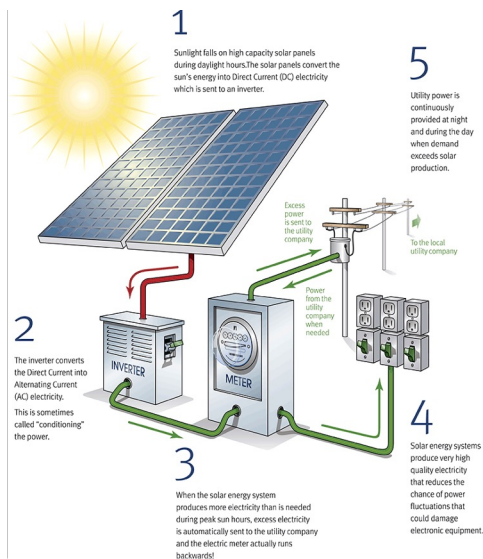 1
Sunlight falls on high capacity solar panels
during daylight hours.The solar panels convert the
sun's energy into Direct Current (DC) electricity
which is sent to an inverter.
5
Utility power is
continuously
provided at night
and during the day
when demand
exceeds solar
production.
Excess
power
is sent to
the utility
company
To the local
utility company
Power
from the
utility
company
when
needed
2
The inverter converts
the Direct Current into
Alternating Current
(AC) electricity.
This is sometimes
called "conditioning"
the power.
INVERTER
METER
3
When the solar energy system
produces more electricity than is needed
during peak sun hours, excess electricity
is automatically sent to the utility company
and the electric meter actually runs
backwards!
4
Solar energy systems
produce very high
quality electricity
that reduces the
chance of power
fluctuations that
could damage
electronic equipment.